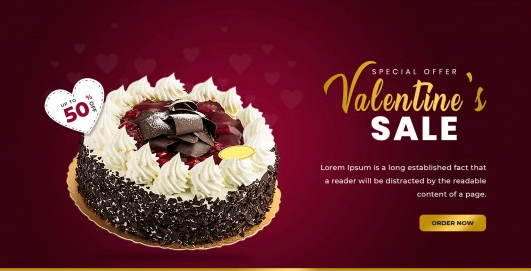 UP TO
50%
OFF
SPECIAL OFFER
Valentine's
SALE
Lorem Ipsum is a long established fact that
a reader will be distracted by the readable
content of a page.
ORDER NOW